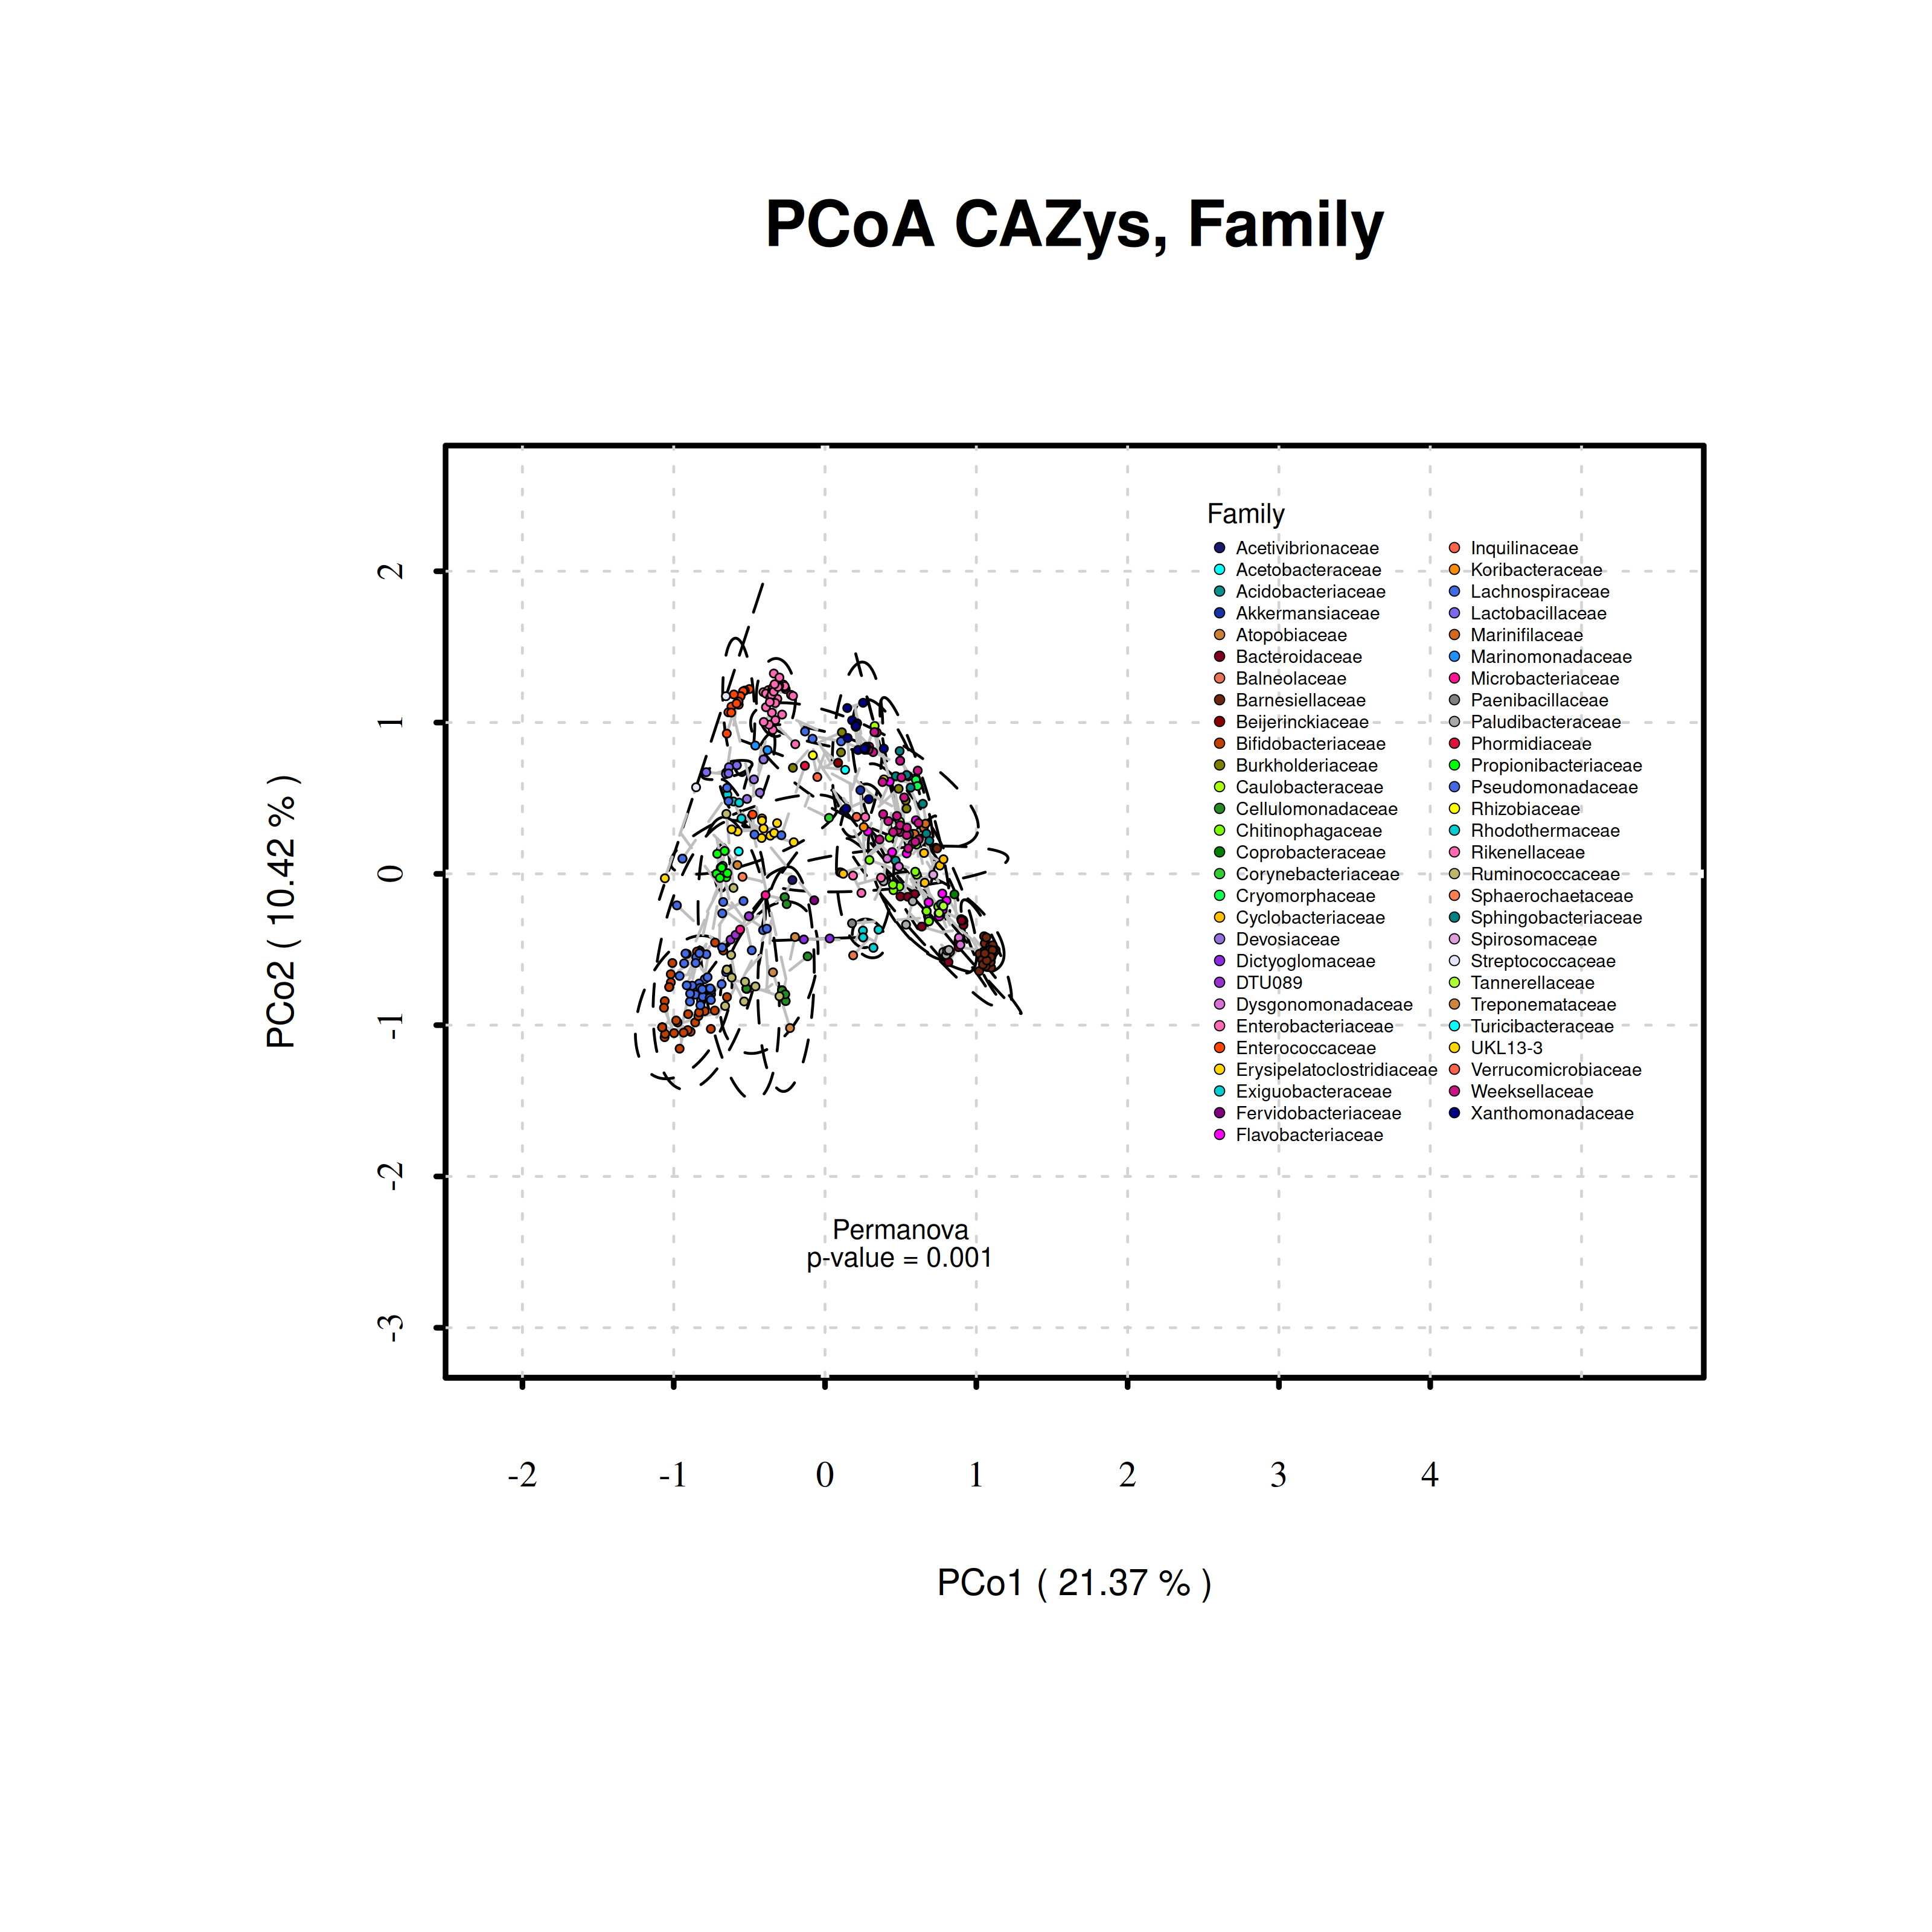 PCoA CAZys, Family
PCo2 ( 10.42 % )
2
1
0
-1
-2
-3
Family
Acetivibrionaceae
Acetobacteraceae
Acidobacteriaceae
Akkermansiaceae
Atopobiaceae
Bacteroidaceae
Balneolaceae
Barnesiellaceae
Beijerinckiaceae
Bifidobacteriaceae
Burkholderiaceae
Caulobacteraceae
Cellulomonadaceae
Chitinophagaceae
Coprobacteraceae
Corynebacteriaceae
Cryomorphaceae
Cyclobacteriaceae
Devosiaceae
Dictyoglomaceae
DTU089
Dysgonomonadaceae
Enterobacteriaceae
Enterococcaceae
Erysipelatoclostridiaceae
Exiguobacteraceae
Fervidobacteriaceae
Flavobacteriaceae
Inquilinaceae
Koribacteraceae
Lachnospiraceae
Lactobacillaceae
Marinifilaceae
Marinomonadaceae
Microbacteriaceae
Paenibacillaceae
Paludibacteraceae
Phormidiaceae
Propionibacteriaceae
Pseudomonadaceae
Rhizobiaceae
Rhodothermaceae
Rikenellaceae
Ruminococcaceae
Sphaerochaetaceae
Sphingobacteriaceae
Spirosomaceae
Streptococcaceae
Tannerellaceae
Treponemataceae
Turicibacteraceae
UKL13-3
Verrucomicrobiaceae
Weeksellaceae
Xanthomonadaceae
Permanova
p-value = 0.001
-2 -1 0 1 2 3 4
PCo1 ( 21.37 % )